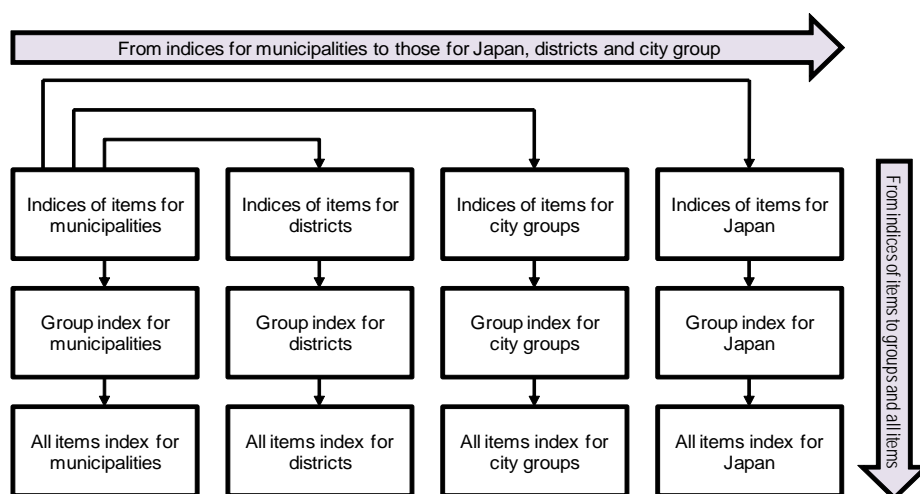 From indices for municipalities to those for Japan, districts and city group
Indices of items for
municipalities
Indices of items for
districts
Indices of items for
city groups
Indices of items for
Japan
From indices of items to groups and all items
Group index for
municipalities
Group index for
districts
Group index for
city groups
Group index for
Japan
All items index for
municipalities
All items index for
districts
All items index for
city groups
All items index for
Japan